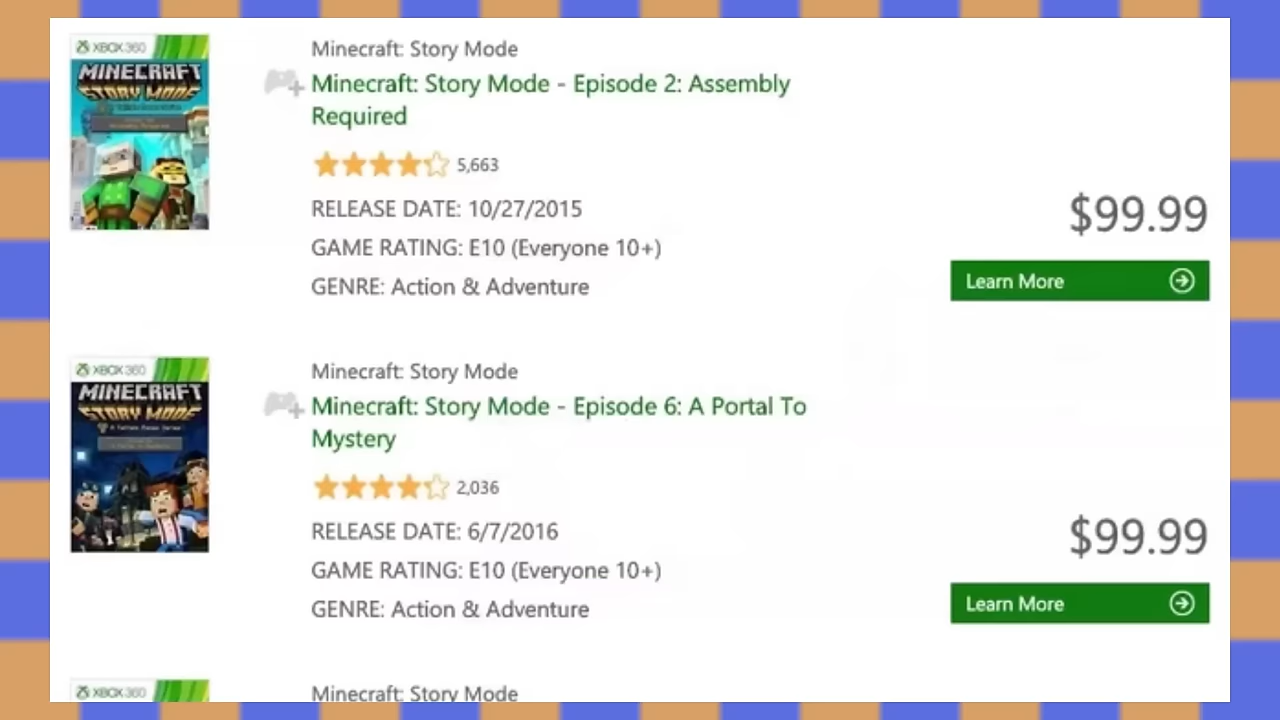 XBOX 360
MINECRAFT
STORY MODE
Minecraft: Story Mode
Minecraft: Story Mode - Episode 2: Assembly
Required
5,663
RELEASE DATE: 10/27/2015
GAME RATING: E10 (Everyone 10+)
GENRE: Action & Adventure
$99.99
Learn More
XBOX 360
MINECRAFT
STORY MODE
A Telltale Games Series
Minecraft: Story Mode
Minecraft: Story Mode - Episode 6: A Portal To
Mystery
2,036
RELEASE DATE: 6/7/2016
GAME RATING: E10 (Everyone 10+)
GENRE: Action & Adventure
$99.99
Learn More
XBOX 360
Minecraft: Story Mode